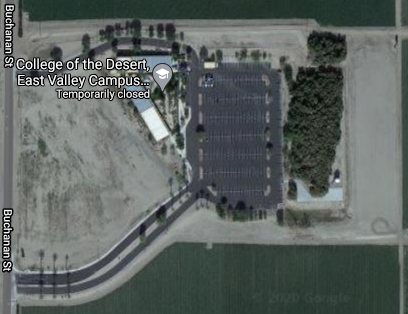 Buchanan St
College of the Desert,
East Valley Campus...
Temporarily closed
Buchanan St
© 2020 Google